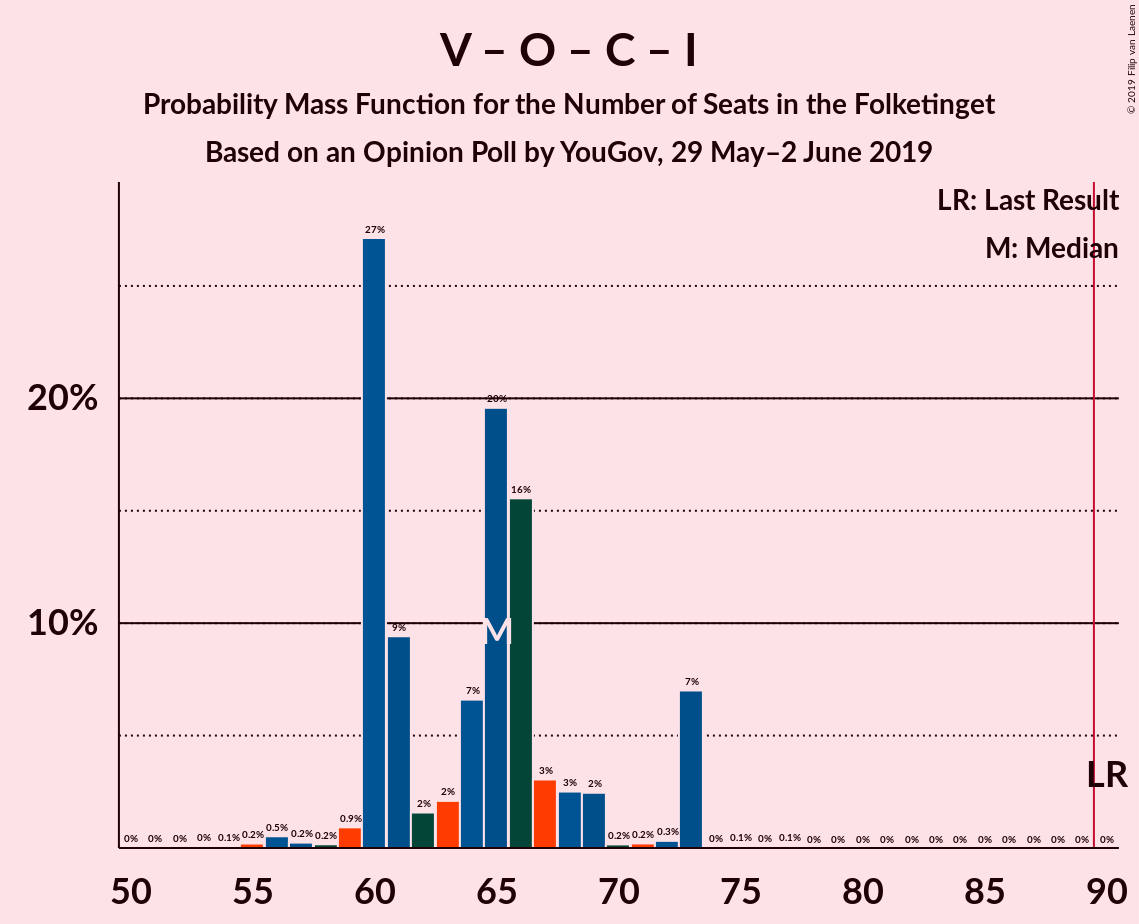 V – O – C – I
Probability Mass Function for the Number of Seats in the Folketinget
Based on an Opinion Poll by YouGov, 29 May–2 June 2019
© 2019 Filip van Laenen
LR: Last Result
M: Median
20%
10%
0% 0% 0% 0% 0.1% 0.2% 0.5% 0.2% 0.2% 0.9% 27% 9% 2% 2% 7% 20% 16% 3% 3% 2% 0.2% 0.2% 0.3% 7% 0% 0.1% 0% 0.1% 0% 0% 0% 0% 0% 0% 0% 0% 0% 0% 0% 0% 0%
M
LR
50 55 60 65 70 75 80 85 90